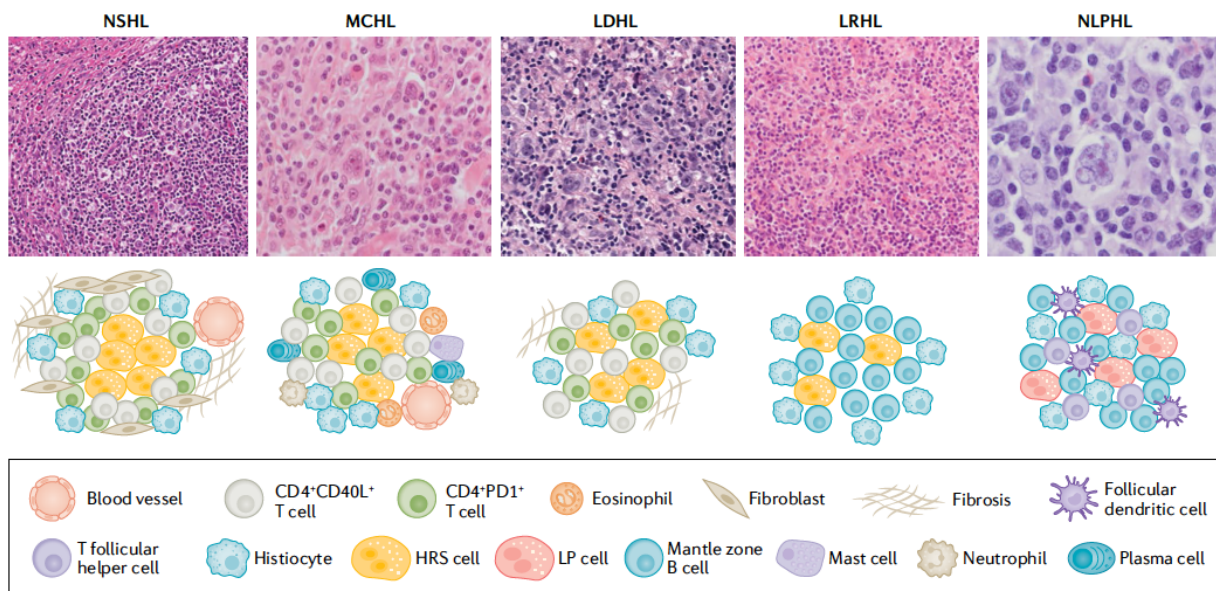 NSHL
MCHL
LDHL
LRHL
NLPHL
Blood vessel
CD4⁺CD40L⁺
T cell
CD4⁺PD1⁺
T cell
Eosinophil
Fibroblast
Fibrosis
Follicular
dendritic cell
T follicular
helper cell
Histiocyte
HRS cell
LP cell
Mantle zone
B cell
Mast cell
Neutrophil
Plasma cell